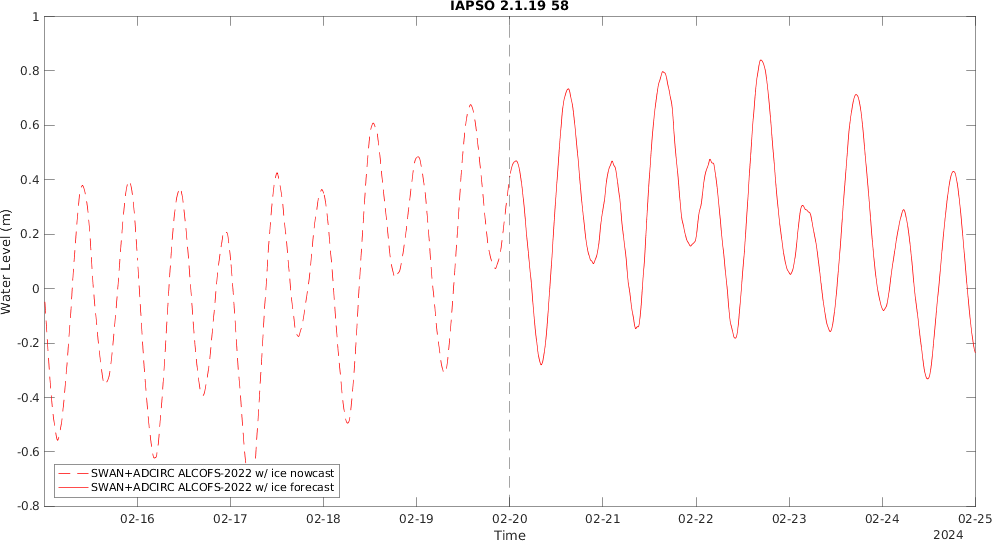 IAPSO 2.1.19 58
1
0.8
0.6
0.4
0.2
0
-0.2
-0.4
-0.6
-0.8
Water Level (m)
SWAN+ADCIRC ALCOFS-2022 w/ ice nowcast
SWAN+ADCIRC ALCOFS-2022 w/ ice forecast
02-16 02-17 02-18 02-19 02-20 02-21 02-22 02-23 02-24 02-25
Time
2024